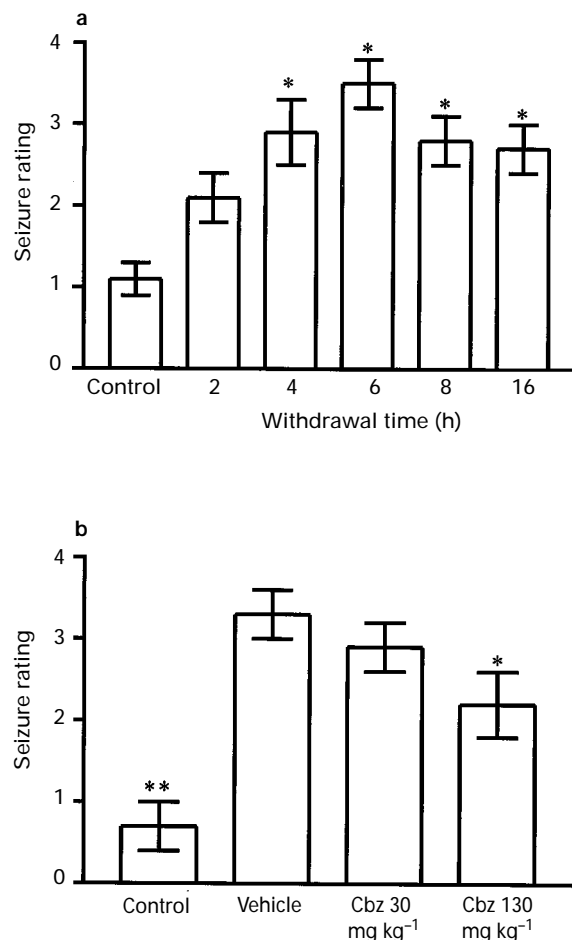 a
Seizure rating
4
3
2
1
0
* * * *
Control 2 4 6 8 16
Withdrawal time (h)
b
Seizure rating
4
3
2
1
0
** *
Control Vehicle Cbz 30 Cbz 130
mg kg⁻¹ mg kg⁻¹